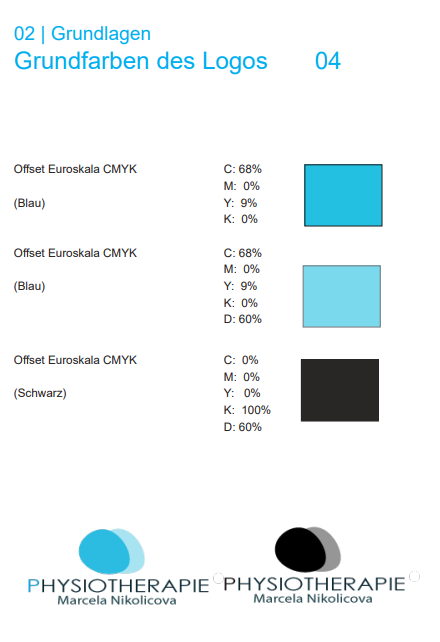 02 | Grundlagen
Grundfarben des Logos 04
Offset Euroskala CMYK C: 68%
M: 0%
(Blau) Y: 9%
K: 0%
Offset Euroskala CMYK C: 68%
M: 0%
(Blau) Y: 9%
K: 0%
D: 60%
Offset Euroskala CMYK C: 0%
M: 0%
(Schwarz) Y: 0%
K: 100%
D: 60%
PHYSIOTHERAPIE PHYSIOTHERAPIE
Marcela Nikolicova Marcela Nikolicova